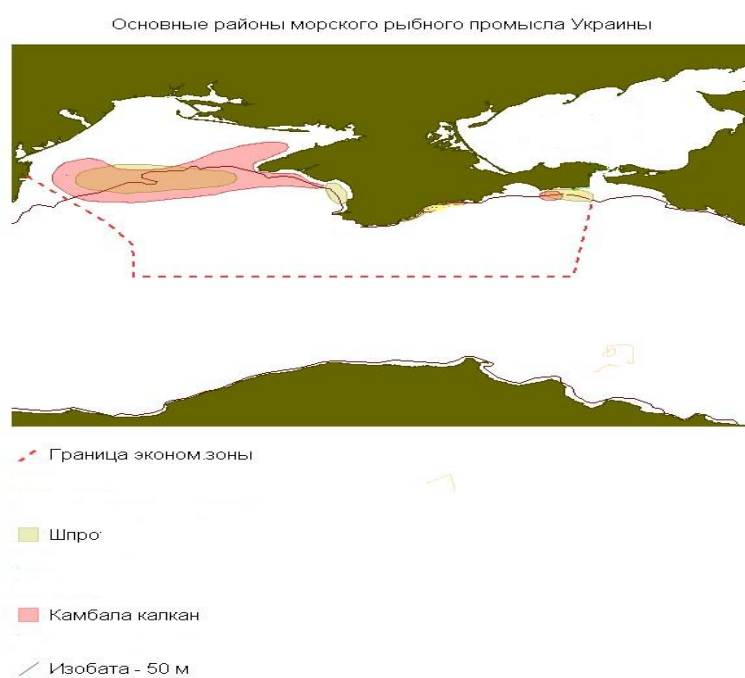 Основные районы морского рыбного промысла Украины
Граница эконом.зоны
Шпро
Камбала калкан
Изобата - 50 м